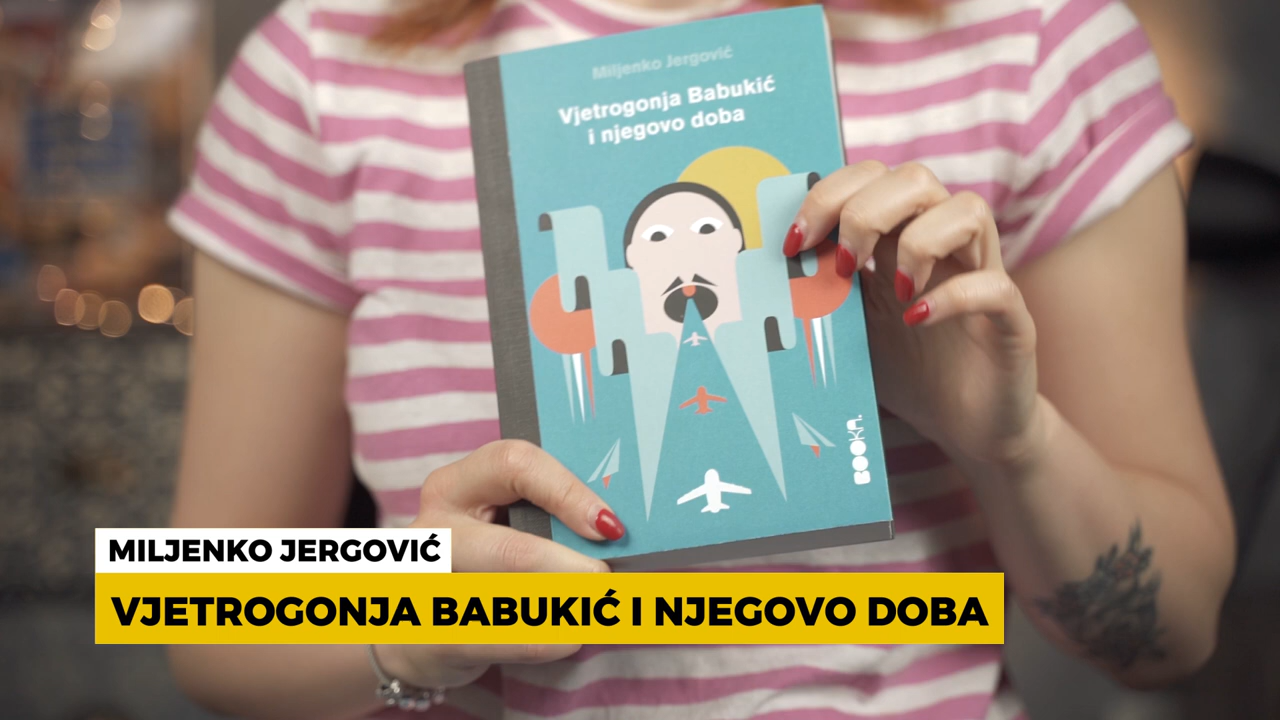 Miljenko Jergović
Vjetrogonja Babukić
i njegovo doba
BOOKA.
MILJENKO JERGOVIĆ
VJETROGONJA BABUKIĆ I NJEGOVO DOBA